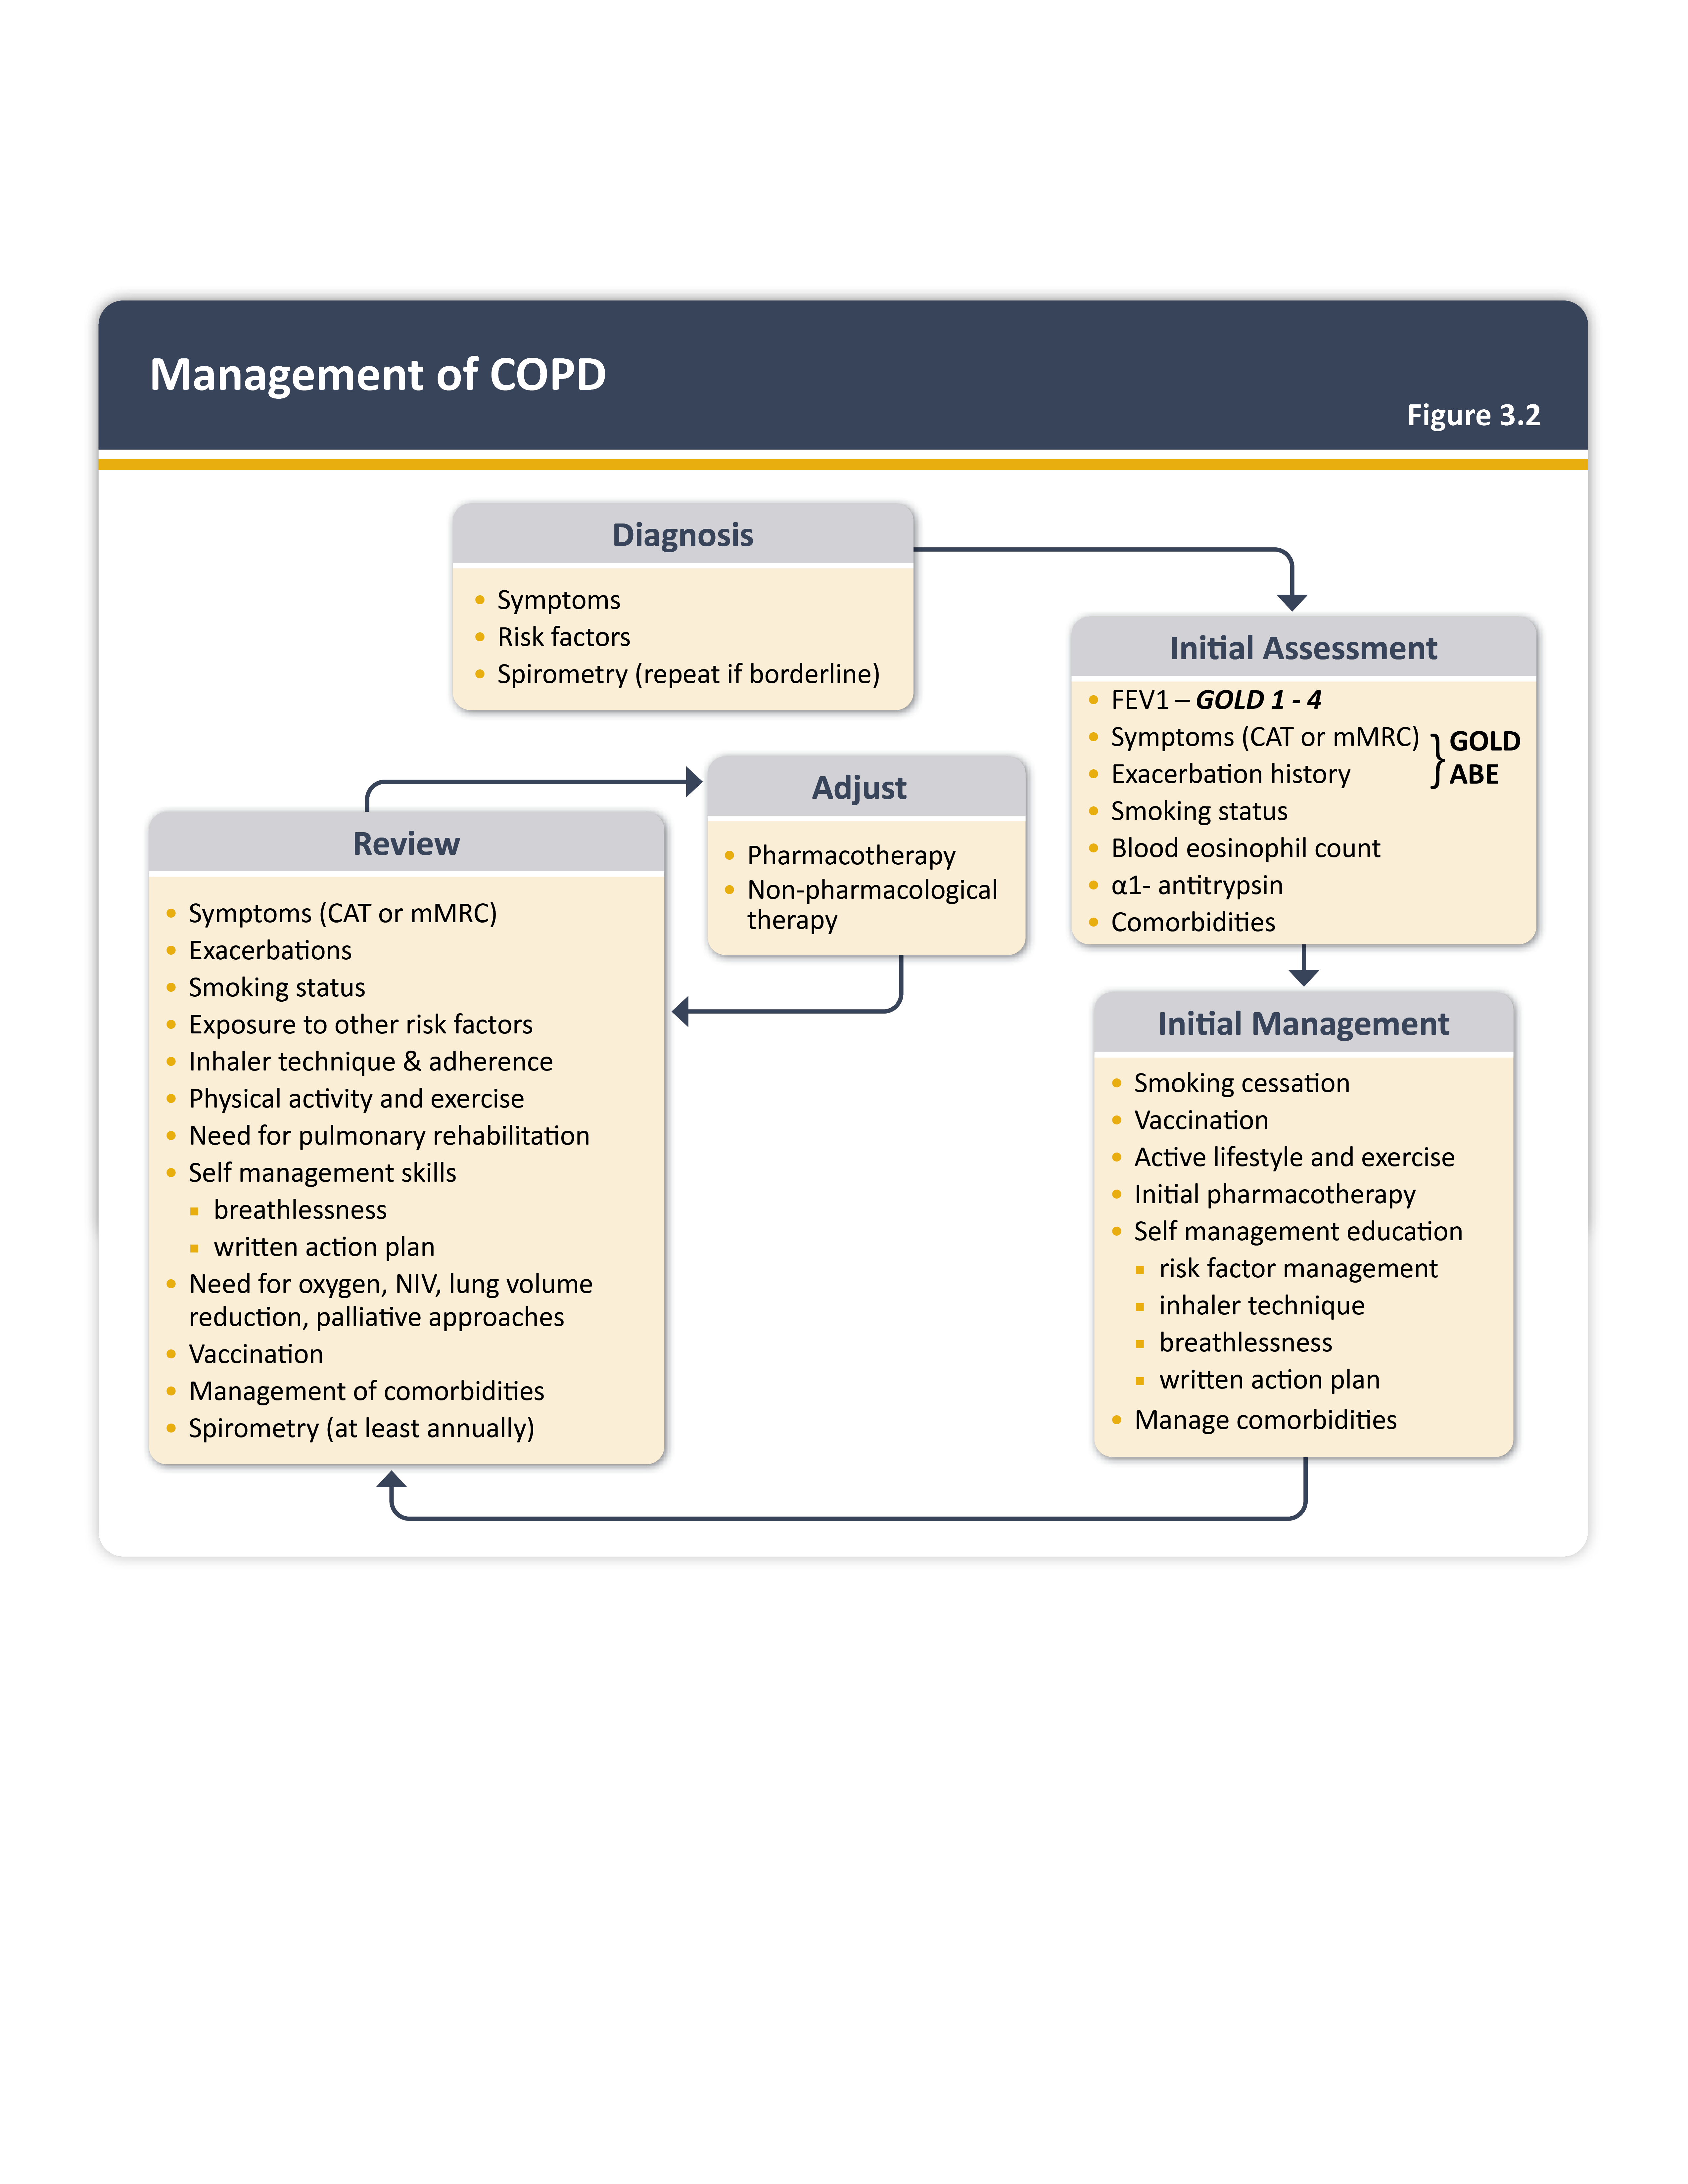 Management of COPD
Figure 3.2
Diagnosis
• Symptoms
• Risk factors
• Spirometry (repeat if borderline)
Initial Assessment
• FEV1 – GOLD 1 - 4
• Symptoms (CAT or mMRC)
• Exacerbation history
} GOLD
ABE
• Smoking status
• Blood eosinophil count
• α1- antitrypsin
• Comorbidities
Initial Management
• Smoking cessation
• Vaccination
• Active lifestyle and exercise
• Initial pharmacotherapy
• Self management education
▪ risk factor management
▪ inhaler technique
▪ breathlessness
▪ written action plan
• Manage comorbidities
Review
• Symptoms (CAT or mMRC)
• Exacerbations
• Smoking status
• Exposure to other risk factors
• Inhaler technique & adherence
• Physical activity and exercise
• Need for pulmonary rehabilitation
• Self management skills
▪ breathlessness
▪ written action plan
• Need for oxygen, NIV, lung volume
reduction, palliative approaches
• Vaccination
• Management of comorbidities
• Spirometry (at least annually)
Adjust
• Pharmacotherapy
• Non-pharmacological
therapy